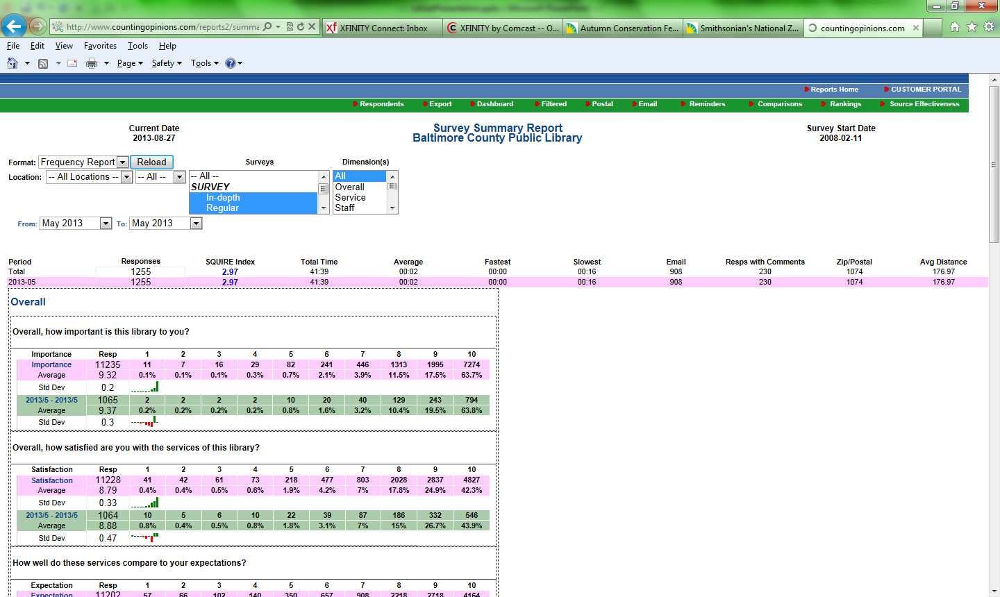 http://www.countingopinions.com/reports2/summa
XFINITY Connect: Inbox
XFINITY by Comcast -- O...
Autumn Conservation Fe...
Smithsonian's National Z...
countingopinions.com
File Edit View Favorites Tools Help
Page Safety Tools
Reports Home CUSTOMER PORTAL
Respondents Export Dashboard Filtered Postal Email Reminders Comparisons Rankings Source Effectiveness
Current Date
2013-08-27
Survey Summary Report
Baltimore County Public Library
Survey Start Date
2008-02-11
Format: Frequency Report Reload
Surveys
Dimension(s)
Location: -- All Locations -- -- All --
-- All --
SURVEY
In-depth
Regular
All
Overall
Service
Staff
From: May 2013 To: May 2013
Period Responses SQUIRE Index Total Time Average Fastest Slowest Email Resps with Comments Zip/Postal Avg Distance
Total 1255 2.97 41:39 00:02 00:00 00:16 908 230 1074 176.97
2013-05 1255 2.97 41:39 00:02 00:00 00:16 908 230 1074 176.97
Overall
Overall, how important is this library to you?
Importance Resp 1 2 3 4 5 6 7 8 9 10
Importance 11235 11 7 16 29 82 241 446 1313 1995 7274
Average 9.32 0.1% 0.1% 0.1% 0.3% 0.7% 2.1% 3.9% 11.5% 17.5% 63.7%
Std Dev 0.2
2013/5 - 2013/5 1065 2 2 2 2 10 20 40 129 243 794
Average 9.37 0.2% 0.2% 0.2% 0.2% 0.8% 1.6% 3.2% 10.4% 19.5% 63.8%
Std Dev 0.3
Overall, how satisfied are you with the services of this library?
Satisfaction Resp 1 2 3 4 5 6 7 8 9 10
Satisfaction 11228 41 42 61 73 218 477 803 2028 2837 4827
Average 8.79 0.4% 0.4% 0.5% 0.6% 1.9% 4.2% 7% 17.8% 24.9% 42.3%
Std Dev 0.33
2013/5 - 2013/5 1064 10 5 6 10 22 39 87 186 332 546
Average 8.88 0.8% 0.4% 0.5% 0.8% 1.8% 3.1% 7% 15% 26.7% 43.9%
Std Dev 0.47
How well do these services compare to your expectations?
Expectation Resp 1 2 3 4 5 6 7 8 9 10
Expectation 11202 57 66 102 140 350 657 908 2218 2718 4164